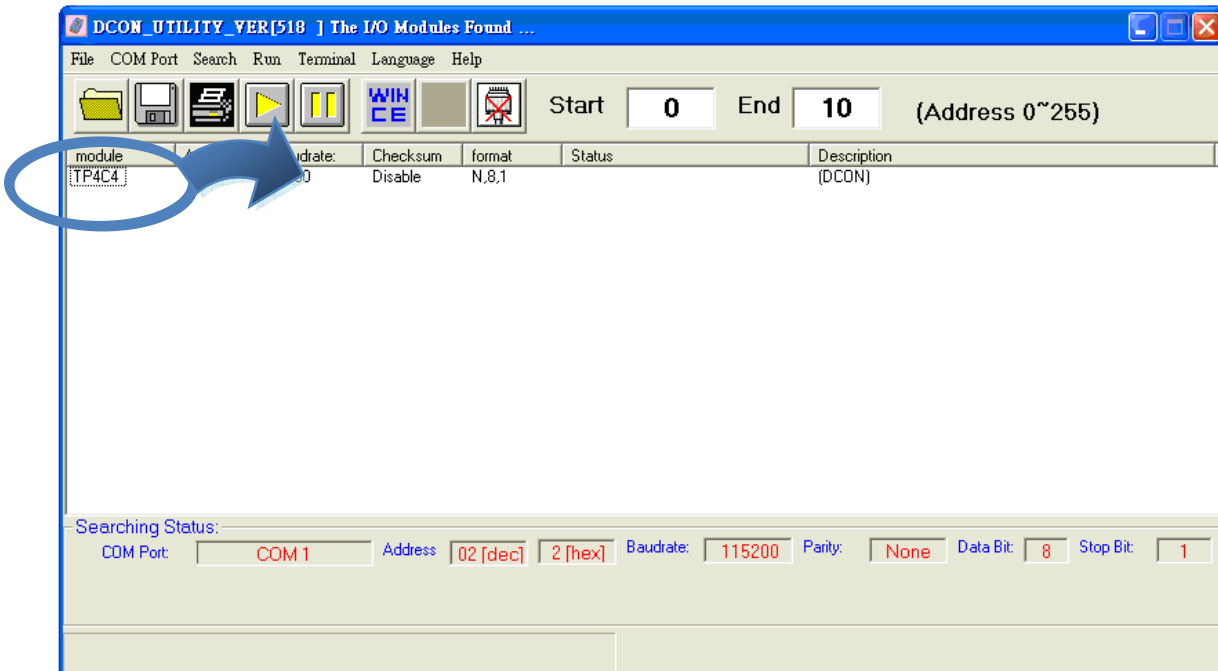 DCON_UTILITY_VER[518 ] The I/O Modules Found ...
File COM Port Search Run Terminal Language Help
WIN CE Start 0 End 10 (Address 0~255)
module Checksum format Status Description
TP4C4 Disable N,8,1 (DCON)
Searching Status:
COM Port: COM 1 Address 02 [dec] 2 [hex] Baudrate: 115200 Parity: None Data Bit: 8 Stop Bit: 1